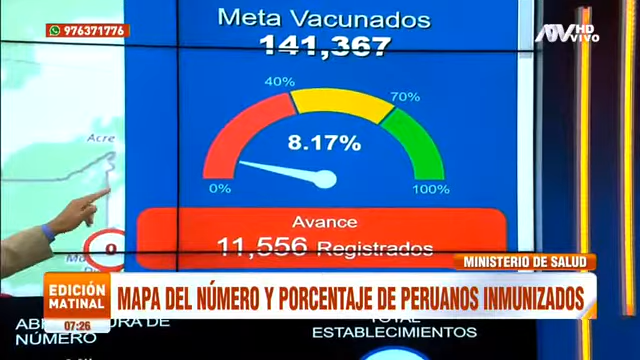 976371776
Meta Vacunados
141,367
ATV HD
VIVO
40%
70%
8.17%
0%
100%
Acre
Avance
11,556 Registrados
0
MINISTERIO DE SALUD
EDICIÓN
MATINAL
07:26
MAPA DEL NÚMERO Y PORCENTAJE DE PERUANOS INMUNIZADOS
NÚMERO
TOTAL
ESTABLECIMIENTOS